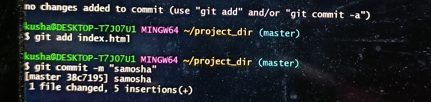 no changes added to commit (use "git add" and/or "git commit -a")
kusha@DESKTOP-T7J07U1 MINGW64 ~/project_dir (master)
$ git add index.html
kusha@DESKTOP-T7J07U1 MINGW64 ~/project_dir (master)
$ git commit -m "samosha"
[master 38c7195] samosha
1 file changed, 5 insertions(+)